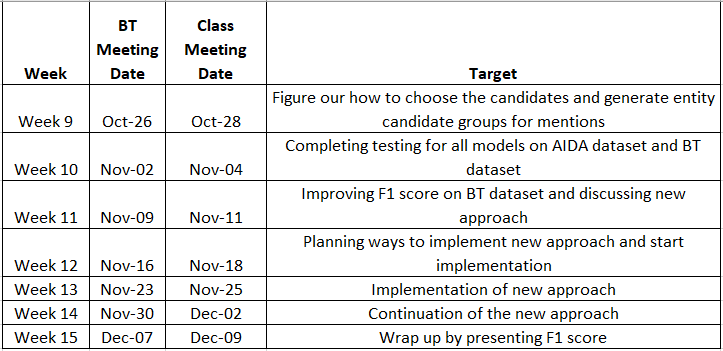 Week BT Meeting Date Class Meeting Date Target
Week 9 Oct-26 Oct-28 Figure our how to choose the candidates and generate entity
candidate groups for mentions
Week 10 Nov-02 Nov-04 Completing testing for all models on AIDA dataset and BT
dataset
Week 11 Nov-09 Nov-11 Improving F1 score on BT dataset and discussing new
approach
Week 12 Nov-16 Nov-18 Planning ways to implement new approach and start
implementation
Week 13 Nov-23 Nov-25 Implementation of new approach
Week 14 Nov-30 Dec-02 Continuation of the new approach
Week 15 Dec-07 Dec-09 Wrap up by presenting F1 score